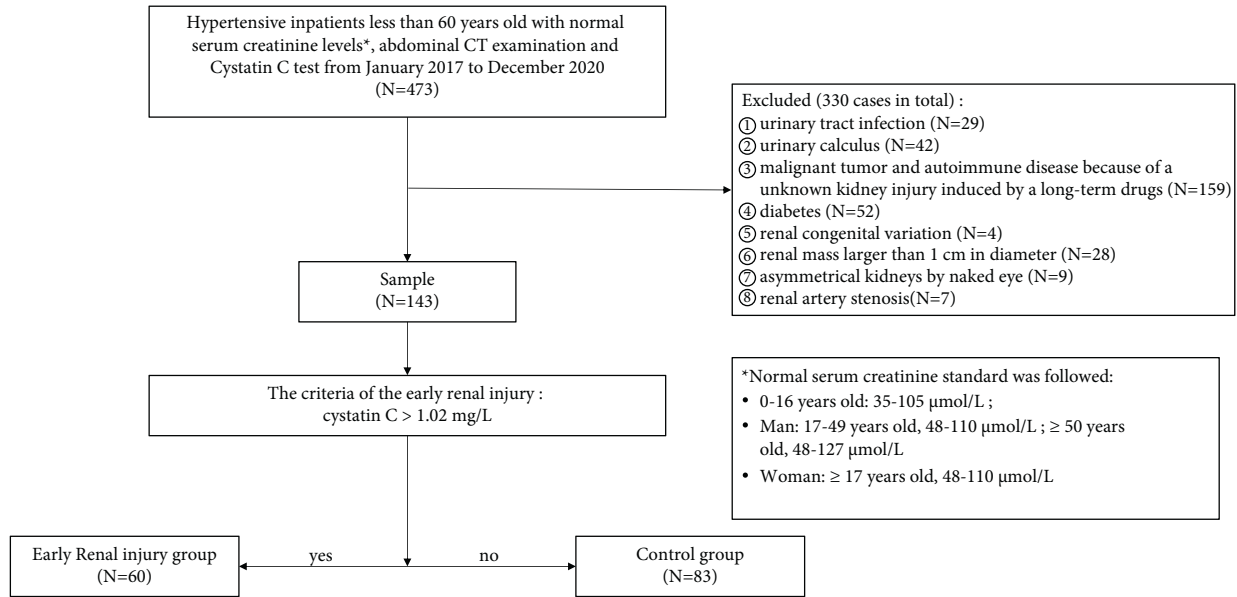 Hypertensive inpatients less than 60 years old with normal
serum creatinine levels*, abdominal CT examination and
Cystatin C test from January 2017 to December 2020
(N=473)
Excluded (330 cases in total) :
① urinary tract infection (N=29)
② urinary calculus (N=42)
③ malignant tumor and autoimmune disease because of a
unknown kidney injury induced by a long-term drugs (N=159)
④ diabetes (N=52)
⑤ renal congenital variation (N=4)
⑥ renal mass larger than 1 cm in diameter (N=28)
⑦ asymmetrical kidneys by naked eye (N=9)
⑧ renal artery stenosis(N=7)
Sample
(N=143)
The criteria of the early renal injury :
cystatin C > 1.02 mg/L
*Normal serum creatinine standard was followed:
• 0-16 years old: 35-105 μmol/L ;
• Man: 17-49 years old, 48-110 μmol/L ; ≥ 50 years
old, 48-127 μmol/L
• Woman: ≥ 17 years old, 48-110 μmol/L
Early Renal injury group
(N=60)
yes
no
Control group
(N=83)